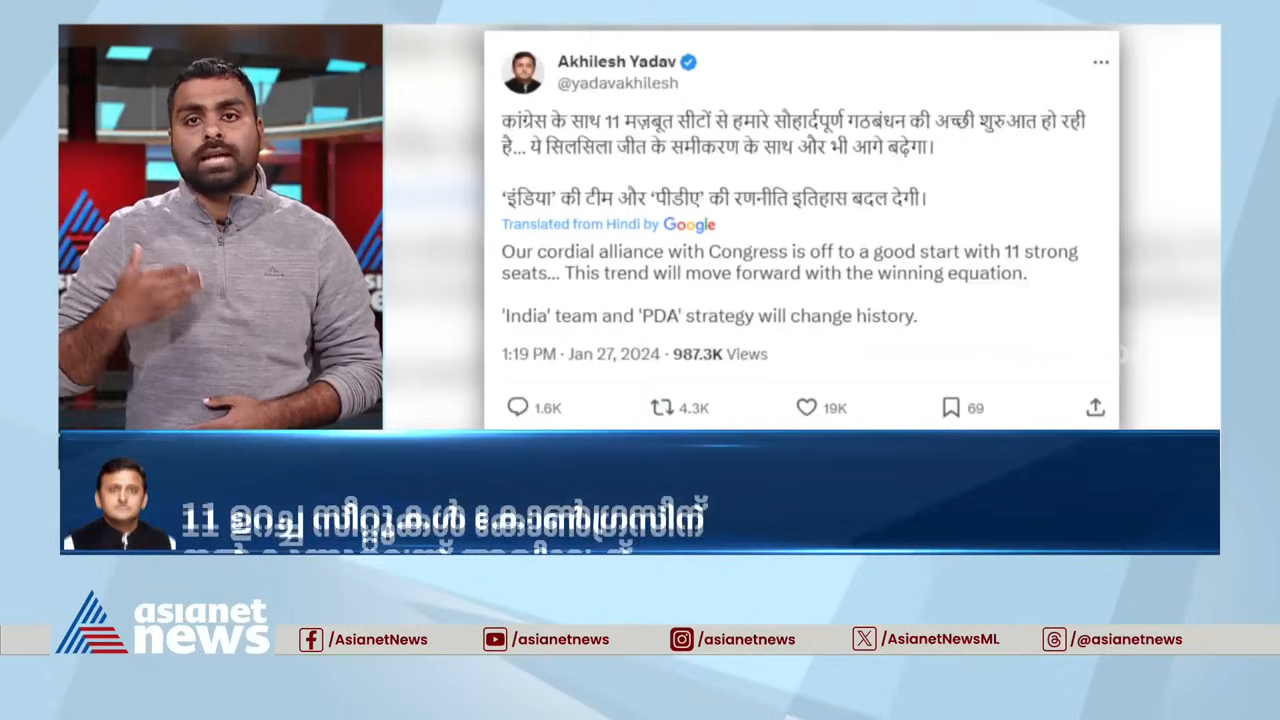 Akhilesh Yadav
@yadavakhilesh
कांग्रेस के साथ 11 मज़बूत सीटों से हमारे सौहार्दपूर्ण गठबंधन की अच्छी शुरुआत हो रही
है... ये सिलसिला जीत के समीकरण के साथ और भी आगे बढ़ेगा।
‘इंडिया’ की टीम और ‘पीडीए’ की रणनीति इतिहास बदल देगी।
Translated from Hindi by Google
Our cordial alliance with Congress is off to a good start with 11 strong
seats... This trend will move forward with the winning equation.
'India' team and 'PDA' strategy will change history.
1:19 PM · Jan 27, 2024 · 987.3K Views
1.6K 4.3K 19K 69
11 ഉറച്ച സീറ്റുകൾ കോൺഗ്രസിന്
asianet
news
/AsianetNews /asianetnews /asianetnews /AsianetNewsML /@asianetnews